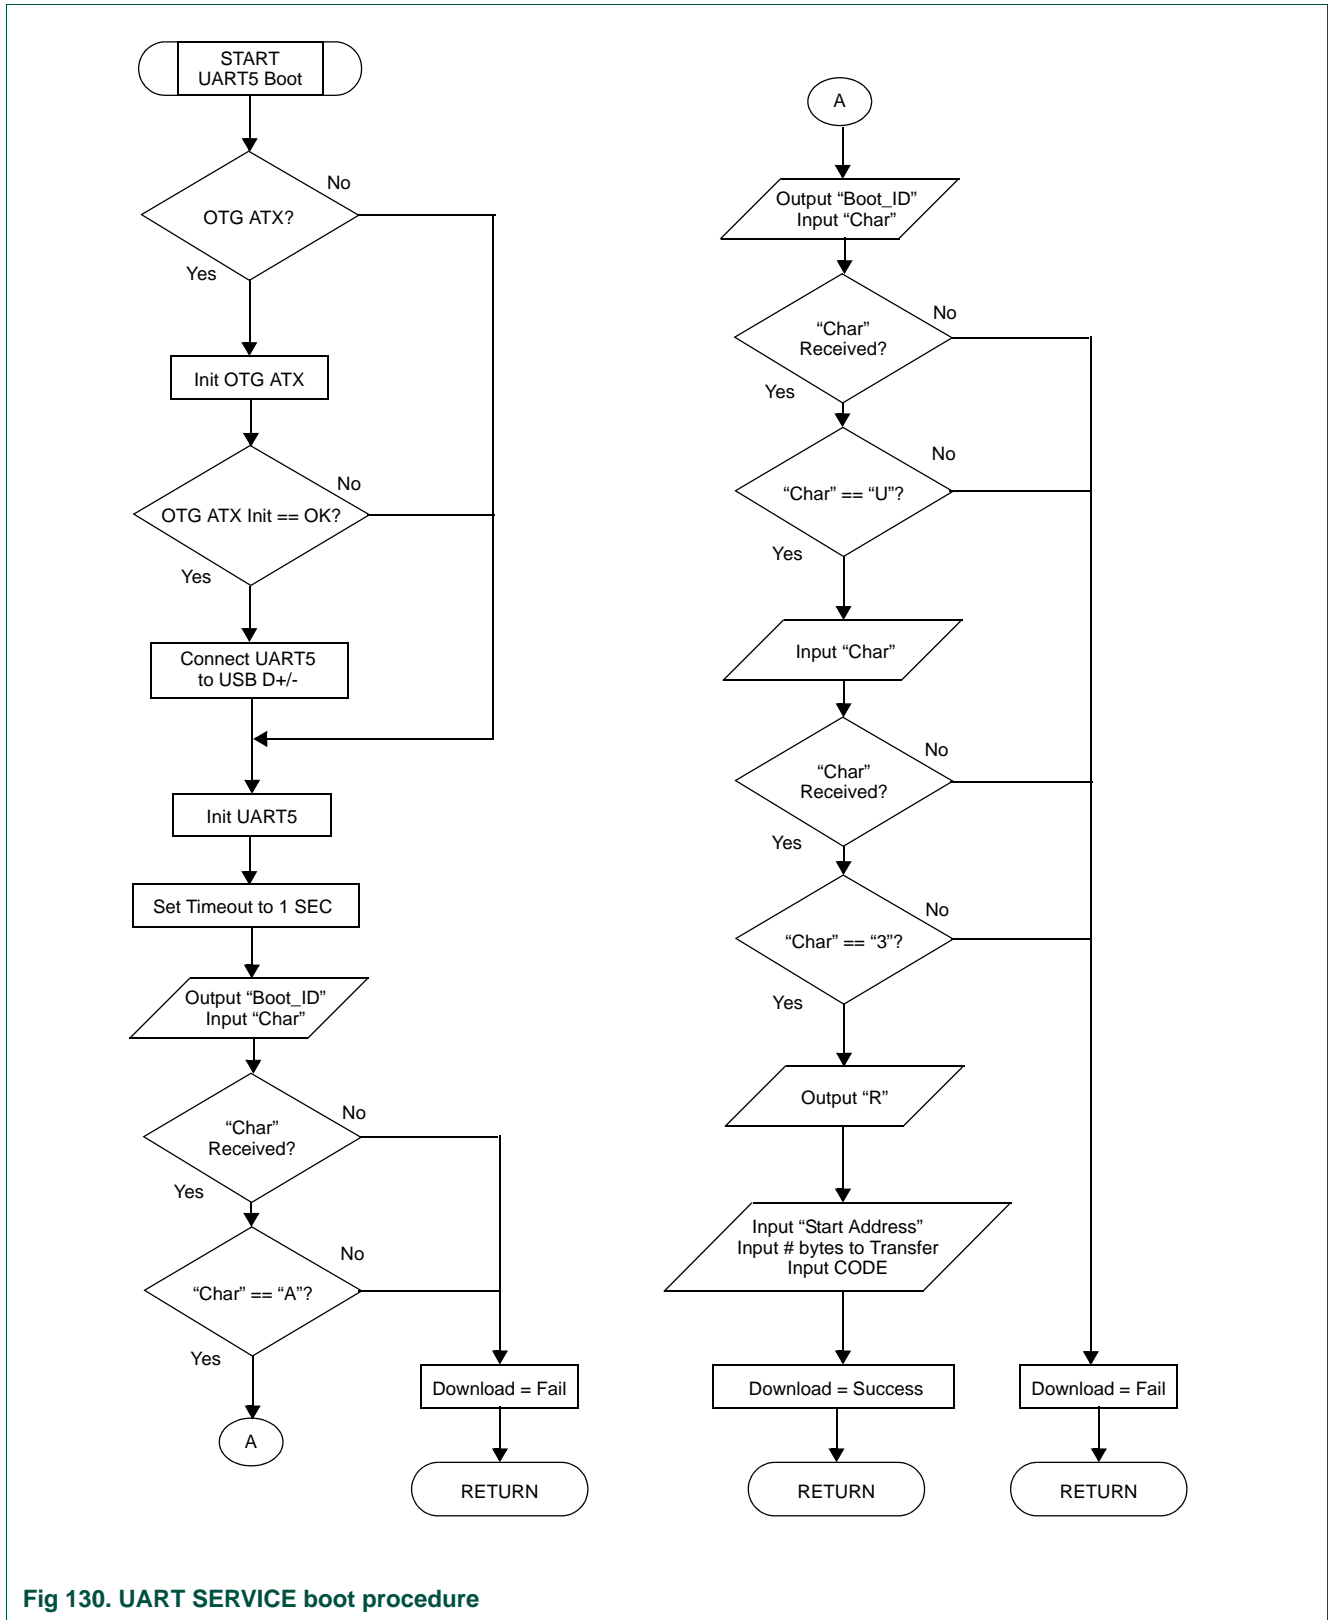 START
UART5 Boot
OTG ATX?
No
Yes
Init OTG ATX
OTG ATX Init == OK?
No
Yes
Connect UART5
to USB D+/-
Init UART5
Set Timeout to 1 SEC
Output “Boot_ID”
Input “Char”
“Char”
Received?
No
Yes
“Char” == “A”?
No
Yes
A
Download = Fail
RETURN
A
Output “Boot_ID”
Input “Char”
“Char”
Received?
No
Yes
“Char” == “U”?
No
Yes
Input “Char”
“Char”
Received?
No
Yes
“Char” == “3”?
No
Yes
Output “R”
Input “Start Address”
Input # bytes to Transfer
Input CODE
Download = Success
RETURN
Download = Fail
RETURN
Fig 130. UART SERVICE boot procedure